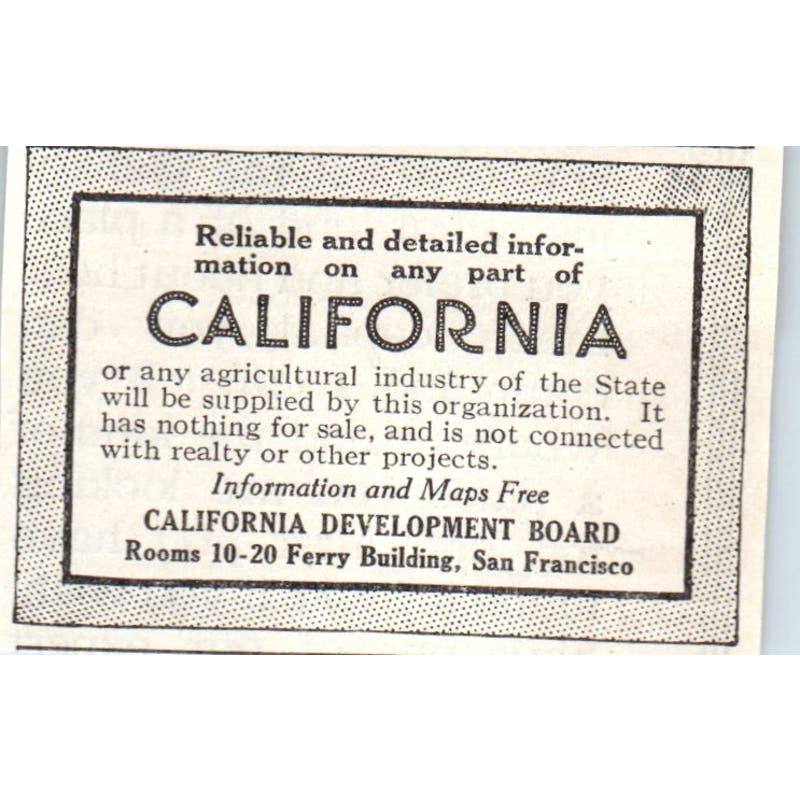 Reliable and detailed infor-
mation on any part of
CALIFORNIA
or any agricultural industry of the State
will be supplied by this organization. It
has nothing for sale, and is not connected
with realty or other projects.
Information and Maps Free
CALIFORNIA DEVELOPMENT BOARD
Rooms 10-20 Ferry Building, San Francisco